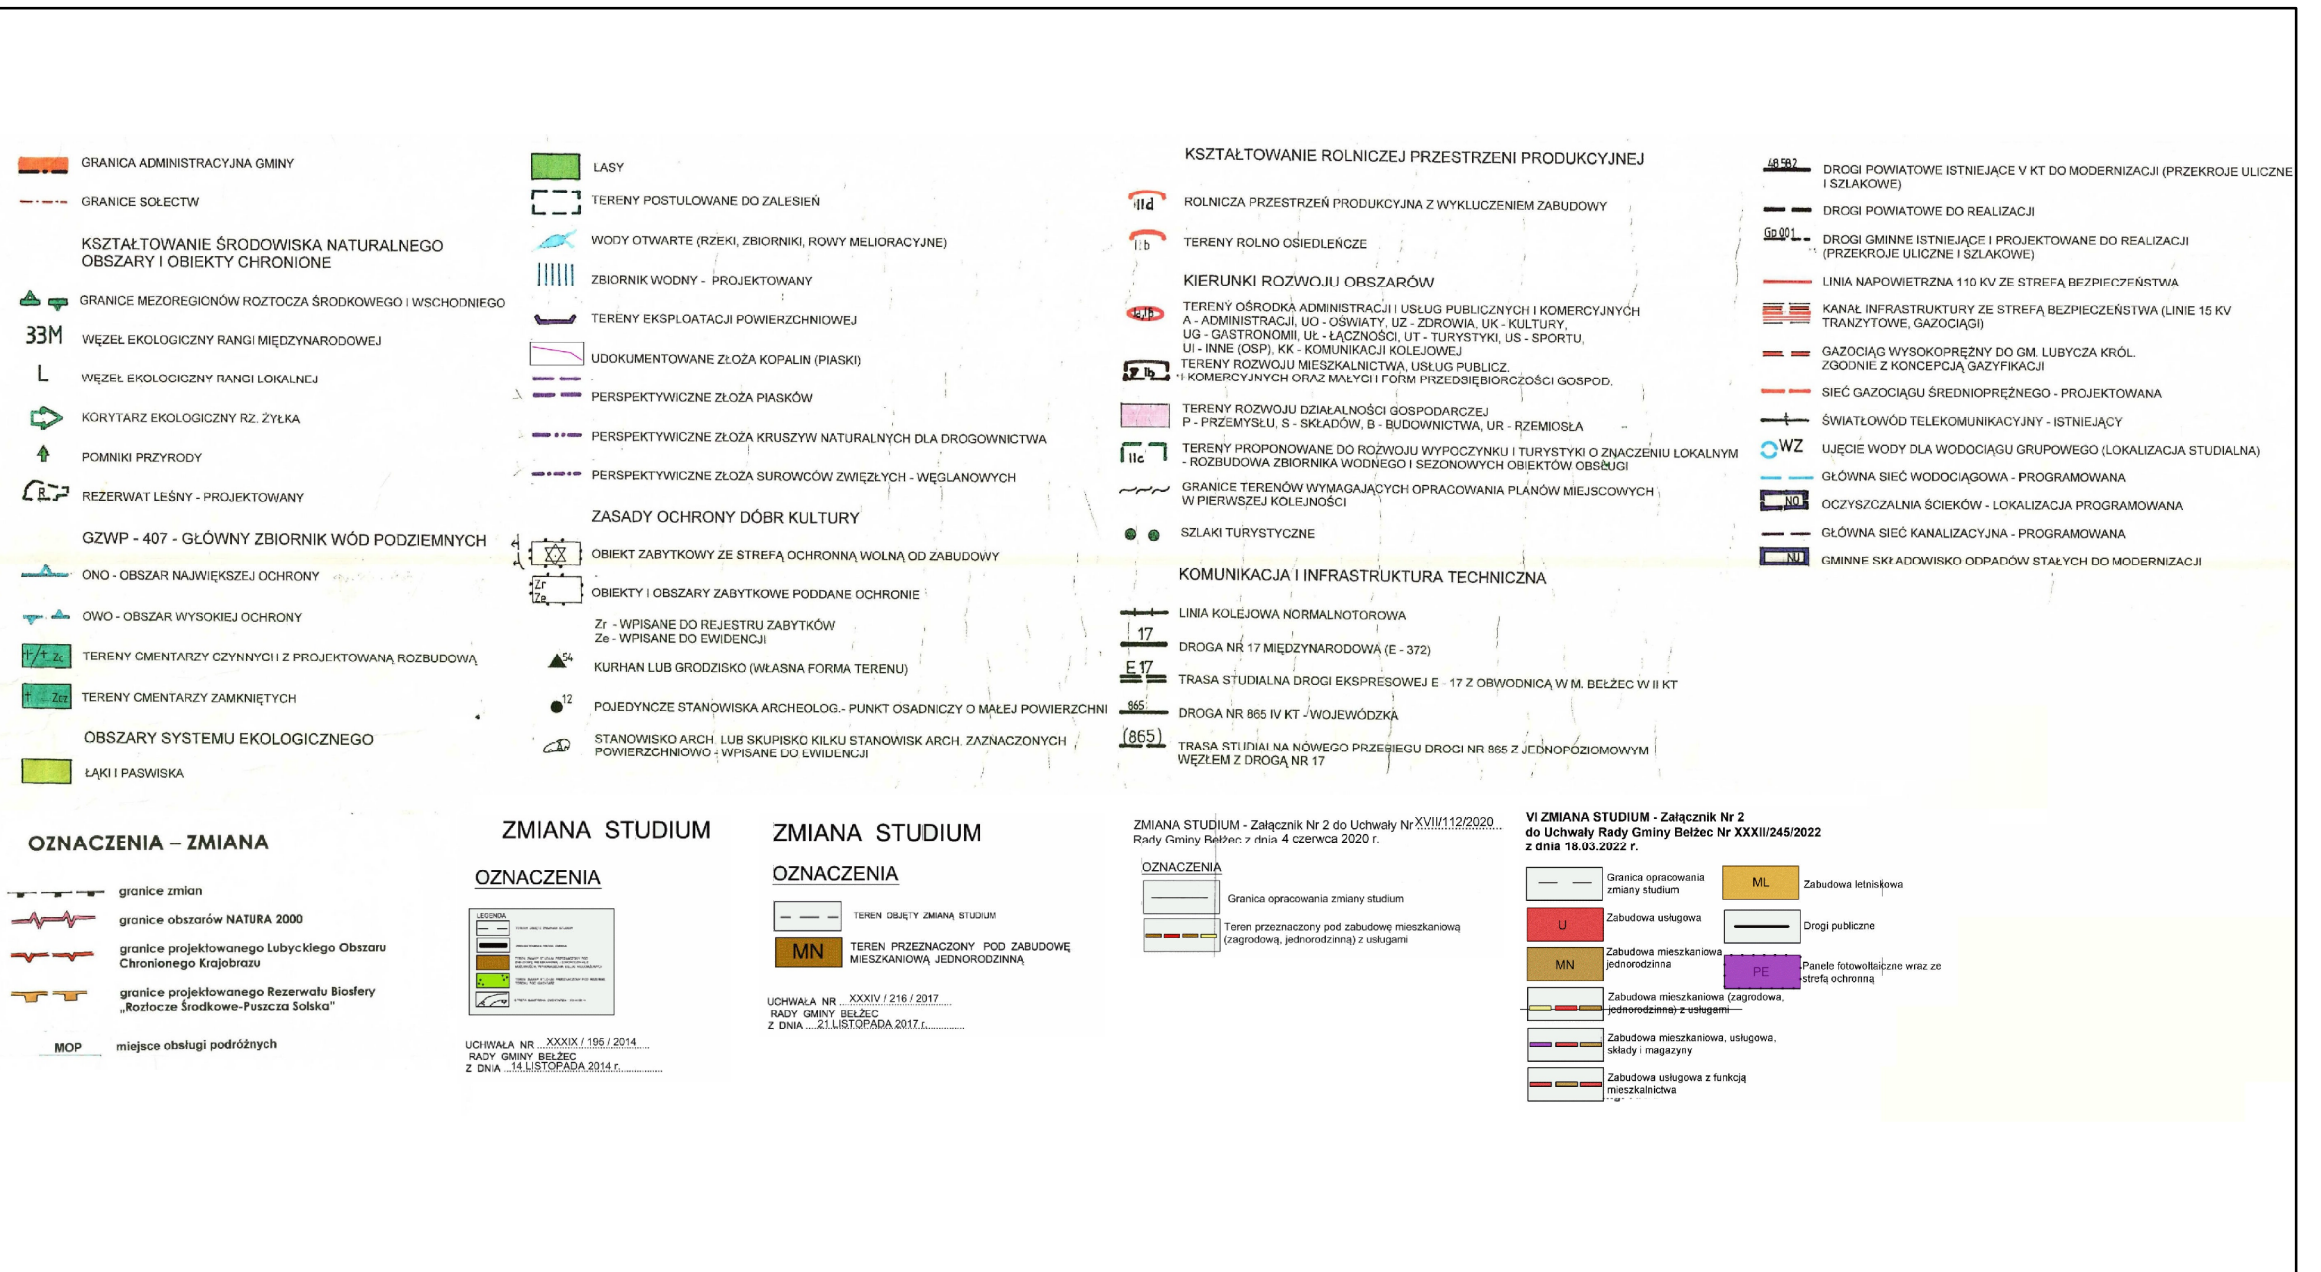 GRANICA ADMINISTRACYJNA GMINY
GRANICE SOŁECTW
KSZTAŁTOWANIE ŚRODOWISKA NATURALNEGO
OBSZARY I OBIEKTY CHRONIONE
GRANICE MEZOREGIONÓW ROZTOCZA ŚRODKOWEGO I WSCHODNIEGO
33M WĘZEŁ EKOLOGICZNY RANGI MIĘDZYNARODOWEJ
L WĘZEŁ EKOLOGICZNY RANGI LOKALNEJ
KORYTARZ EKOLOGICZNY RZ. ŻYŁKA
POMNIKI PRZYRODY
R REZERWAT LEŚNY - PROJEKTOWANY
GZWP - 407 - GŁÓWNY ZBIORNIK WÓD PODZIEMNYCH
ONO - OBSZAR NAJWIĘKSZEJ OCHRONY
OWO - OBSZAR WYSOKIEJ OCHRONY
Zc TERENY CMENTARZY CZYNNYCH Z PROJEKTOWANĄ ROZBUDOWĄ
Zcz TERENY CMENTARZY ZAMKNIĘTYCH
OBSZARY SYSTEMU EKOLOGICZNEGO
ŁĄKI I PASWISKA
LASY
TERENY POSTULOWANE DO ZALESIEŃ
WODY OTWARTE (RZEKI, ZBIORNIKI, ROWY MELIORACYJNE)
ZBIORNIK WODNY - PROJEKTOWANY
TERENY EKSPLOATACJI POWIERZCHNIOWEJ
UDOKUMENTOWANE ZŁOŻA KOPALIN (PIASKI)
PERSPEKTYWICZNE ZŁOŻA PIASKÓW
PERSPEKTYWICZNE ZŁOŻA KRUSZYW NATURALNYCH DLA DROGOWNICTWA
PERSPEKTYWICZNE ZŁOŻA SUROWCÓW ZWIĘZŁYCH - WĘGLANOWYCH
ZASADY OCHRONY DÓBR KULTURY
OBIEKT ZABYTKOWY ZE STREFĄ OCHRONNĄ WOLNĄ OD ZABUDOWY
Zr
Ze
OBIEKTY I OBSZARY ZABYTKOWE PODDANE OCHRONIE
Zr - WPISANE DO REJESTRU ZABYTKÓW
Ze - WPISANE DO EWIDENCJI
54 KURHAN LUB GRODZISKO (WŁASNA FORMA TERENU)
12 POJEDYNCZE STANOWISKA ARCHEOLOG.- PUNKT OSADNICZY O MAŁEJ POWIERZCHNI
STANOWISKO ARCH. LUB SKUPISKO KILKU STANOWISK ARCH. ZAZNACZONYCH
POWIERZCHNIOWO - WPISANE DO EWIDENCJI
KSZTAŁTOWANIE ROLNICZEJ PRZESTRZENI PRODUKCYJNEJ
IId ROLNICZA PRZESTRZEŃ PRODUKCYJNA Z WYKLUCZENIEM ZABUDOWY
IIb TERENY ROLNO OSIEDLEŃCZE
KIERUNKI ROZWOJU OBSZARÓW
TERENY OŚRODKA ADMINISTRACJI I USŁUG PUBLICZNYCH I KOMERCYJNYCH
A - ADMINISTRACJI, UO - OŚWIATY, UZ - ZDROWIA, UK - KULTURY,
UG - GASTRONOMII, UŁ - ŁĄCZNOŚCI, UT - TURYSTYKI, US - SPORTU,
UI - INNE (OSP), KK - KOMUNIKACJI KOLEJOWEJ
TERENY ROZWOJU MIESZKALNICTWA, USŁUG PUBLICZ.
I KOMERCYJNYCH ORAZ MAŁYCH FORM PRZEDSIĘBIORCZOŚCI GOSPOD.
TERENY ROZWOJU DZIAŁALNOŚCI GOSPODARCZEJ
P - PRZEMYSŁU, S - SKŁADÓW, B - BUDOWNICTWA, UR - RZEMIOSŁA
IIc TERENY PROPONOWANE DO ROZWOJU WYPOCZYNKU I TURYSTYKI O ZNACZENIU LOKALNYM
- ROZBUDOWA ZBIORNIKA WODNEGO I SEZONOWYCH OBIEKTÓW OBSŁUGI
GRANICE TERENÓW WYMAGAJĄCYCH OPRACOWANIA PLANÓW MIEJSCOWYCH
W PIERWSZEJ KOLEJNOŚCI
SZLAKI TURYSTYCZNE
KOMUNIKACJA I INFRASTRUKTURA TECHNICZNA
LINIA KOLEJOWA NORMALNOTOROWA
17 DROGA NR 17 MIĘDZYNARODOWA (E - 372)
E 17 TRASA STUDIALNA DROGI EKSPRESOWEJ E - 17 Z OBWODNICĄ W M. BEŁŻEC W II KT
865 DROGA NR 865 IV KT - WOJEWÓDZKA
(865) TRASA STUDIALNA NOWEGO PRZEBIEGU DROGI NR 865 Z JEDNOPOZIOMOWYM
WĘZŁEM Z DROGĄ NR 17
48 582 DROGI POWIATOWE ISTNIEJĄCE V KT DO MODERNIZACJI (PRZEKROJE ULICZNE
I SZLAKOWE)
DROGI POWIATOWE DO REALIZACJI
Gp 001 DROGI GMINNE ISTNIEJĄCE I PROJEKTOWANE DO REALIZACJI
(PRZEKROJE ULICZNE I SZLAKOWE)
LINIA NAPOWIETRZNA 110 KV ZE STREFĄ BEZPIECZEŃSTWA
KANAŁ INFRASTRUKTURY ZE STREFĄ BEZPIECZEŃSTWA (LINIE 15 KV
TRANZYTOWE, GAZOCIĄGI)
GAZOCIĄG WYSOKOPRĘŻNY DO GM. LUBYCZA KRÓL.
ZGODNIE Z KONCEPCJĄ GAZYFIKACJI
SIEĆ GAZOCIĄGU ŚREDNIOPRĘŻNEGO - PROJEKTOWANA
ŚWIATŁOWÓD TELEKOMUNIKACYJNY - ISTNIEJĄCY
WZ UJĘCIE WODY DLA WODOCIĄGU GRUPOWEGO (LOKALIZACJA STUDIALNA)
GŁÓWNA SIEĆ WODOCIĄGOWA - PROGRAMOWANA
NO OCZYSZCZALNIA ŚCIEKÓW - LOKALIZACJA PROGRAMOWANA
GŁÓWNA SIEĆ KANALIZACYJNA - PROGRAMOWANA
NU GMINNE SKŁADOWISKO ODPADÓW STAŁYCH DO MODERNIZACJI
OZNACZENIA – ZMIANA
granice zmian
granice obszarów NATURA 2000
granice projektowanego Lubyckiego Obszaru
Chronionego Krajobrazu
granice projektowanego Rezerwatu Biosfery
„Roztocze Środkowe-Puszcza Solska"
MOP miejsce obsługi podróżnych
ZMIANA STUDIUM
OZNACZENIA
LEGENDA
UCHWAŁA NR XXXIX / 196 / 2014
RADY GMINY BEŁŻEC
Z DNIA 14 LISTOPADA 2014 r.
ZMIANA STUDIUM
OZNACZENIA
TEREN OBJĘTY ZMIANĄ STUDIUM
MN TEREN PRZEZNACZONY POD ZABUDOWĘ
MIESZKANIOWĄ JEDNORODZINNĄ
UCHWAŁA NR XXXIV / 216 / 2017
RADY GMINY BEŁŻEC
Z DNIA 21 LISTOPADA 2017 r.
ZMIANA STUDIUM - Załącznik Nr 2 do Uchwały Nr XVII/112/2020
Rady Gminy Bełżec z dnia 4 czerwca 2020 r.
OZNACZENIA
Granica opracowania zmiany studium
Teren przeznaczony pod zabudowę mieszkaniową
(zagrodową, jednorodzinną) z usługami
VI ZMIANA STUDIUM - Załącznik Nr 2
do Uchwały Rady Gminy Bełżec Nr XXXII/245/2022
z dnia 18.03.2022 r.
Granica opracowania
zmiany studium
U Zabudowa usługowa
MN Zabudowa mieszkaniowa
jednorodzinna
Zabudowa mieszkaniowa (zagrodowa,
jednorodzinna) z usługami
Zabudowa mieszkaniowa, usługowa,
składy i magazyny
Zabudowa usługowa z funkcją
mieszkalnictwa
ML Zabudowa letniskowa
Drogi publiczne
PE Panele fotowoltaiczne wraz ze
strefą ochronną